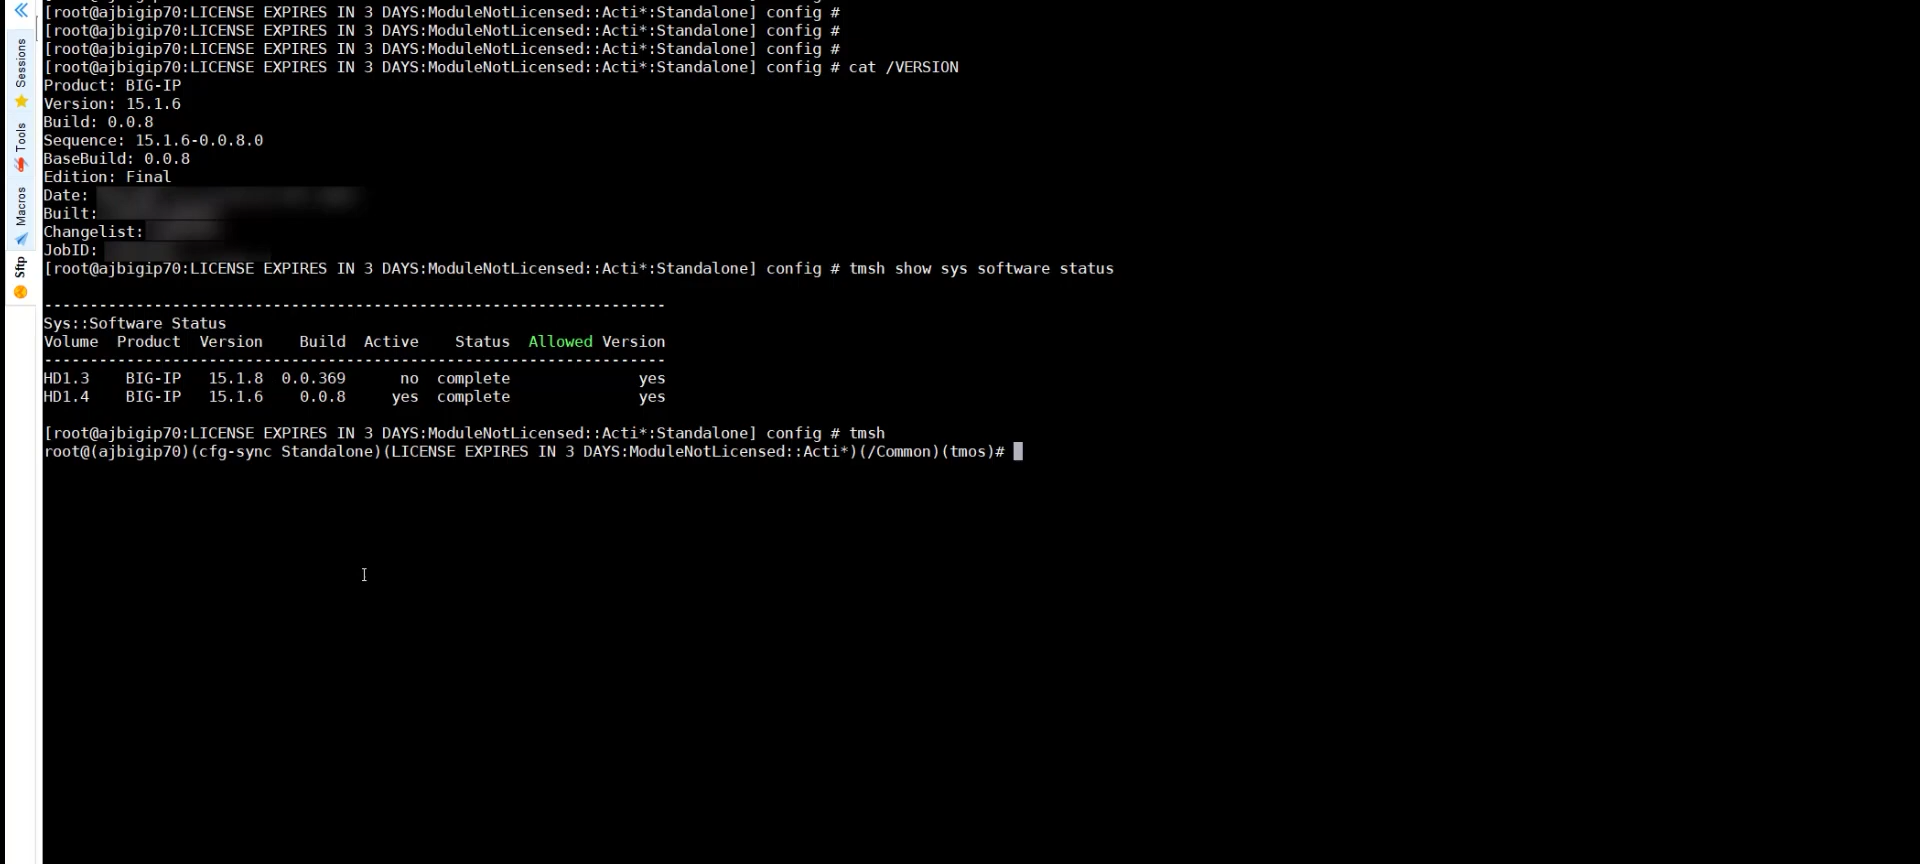 [root@ajbigip70:LICENSE EXPIRES IN 3 DAYS:ModuleNotLicensed::Acti*:Standalone] config #
[root@ajbigip70:LICENSE EXPIRES IN 3 DAYS:ModuleNotLicensed::Acti*:Standalone] config #
[root@ajbigip70:LICENSE EXPIRES IN 3 DAYS:ModuleNotLicensed::Acti*:Standalone] config #
[root@ajbigip70:LICENSE EXPIRES IN 3 DAYS:ModuleNotLicensed::Acti*:Standalone] config # cat /VERSION
Product: BIG-IP
Version: 15.1.6
Build: 0.0.8
Sequence: 15.1.6-0.0.8.0
BaseBuild: 0.0.8
Edition: Final
Date:
Built:
Changelist:
JobID:
[root@ajbigip70:LICENSE EXPIRES IN 3 DAYS:ModuleNotLicensed::Acti*:Standalone] config # tmsh show sys software status
--------------------------------------------------------------------
Sys::Software Status
Volume  Product  Version    Build  Active    Status  Allowed Version
--------------------------------------------------------------------
HD1.3    BIG-IP   15.1.8  0.0.369      no  complete              yes
HD1.4    BIG-IP   15.1.6    0.0.8     yes  complete              yes
[root@ajbigip70:LICENSE EXPIRES IN 3 DAYS:ModuleNotLicensed::Acti*:Standalone] config # tmsh
root@(ajbigip70)(cfg-sync Standalone)(LICENSE EXPIRES IN 3 DAYS:ModuleNotLicensed::Acti*)(/Common)(tmos)#
Sessions
Tools
Macros
Sftp